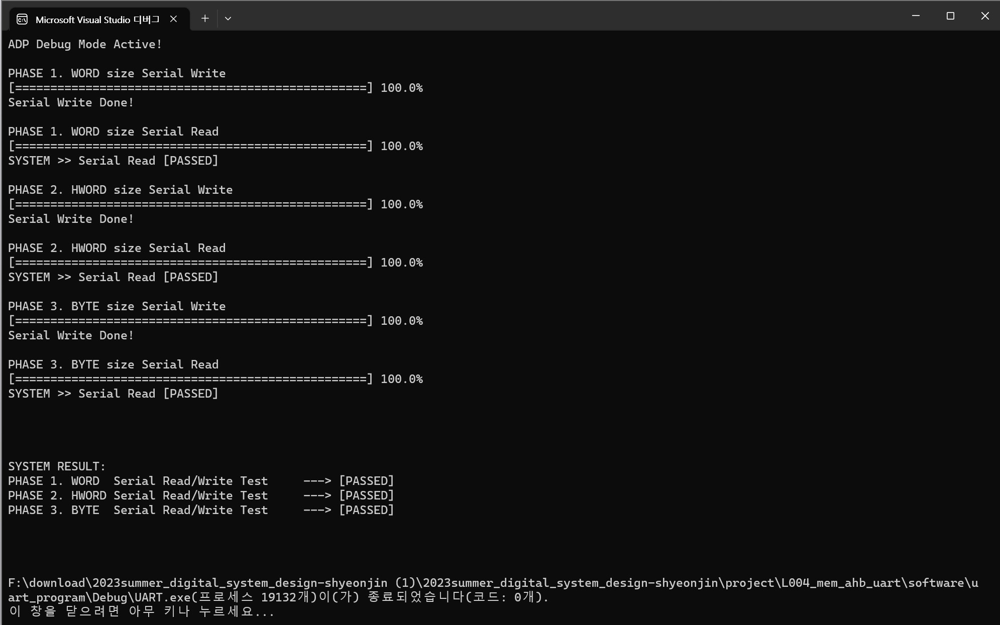 Microsoft Visual Studio 디버그
ADP Debug Mode Active!
PHASE 1. WORD size Serial Write
[==================================================] 100.0%
Serial Write Done!
PHASE 1. WORD size Serial Read
[==================================================] 100.0%
SYSTEM >> Serial Read [PASSED]
PHASE 2. HWORD size Serial Write
[==================================================] 100.0%
Serial Write Done!
PHASE 2. HWORD size Serial Read
[==================================================] 100.0%
SYSTEM >> Serial Read [PASSED]
PHASE 3. BYTE size Serial Write
[==================================================] 100.0%
Serial Write Done!
PHASE 3. BYTE size Serial Read
[==================================================] 100.0%
SYSTEM >> Serial Read [PASSED]
SYSTEM RESULT:
PHASE 1. WORD  Serial Read/Write Test     ---> [PASSED]
PHASE 2. HWORD Serial Read/Write Test     ---> [PASSED]
PHASE 3. BYTE  Serial Read/Write Test     ---> [PASSED]
F:\download\2023summer_digital_system_design-shyeonjin (1)\2023summer_digital_system_design-shyeonjin\project\L004_mem_ahb_uart\software\u
art_program\Debug\UART.exe(프로세스 19132개)이(가) 종료되었습니다(코드: 0개).
이 창을 닫으려면 아무 키나 누르세요...